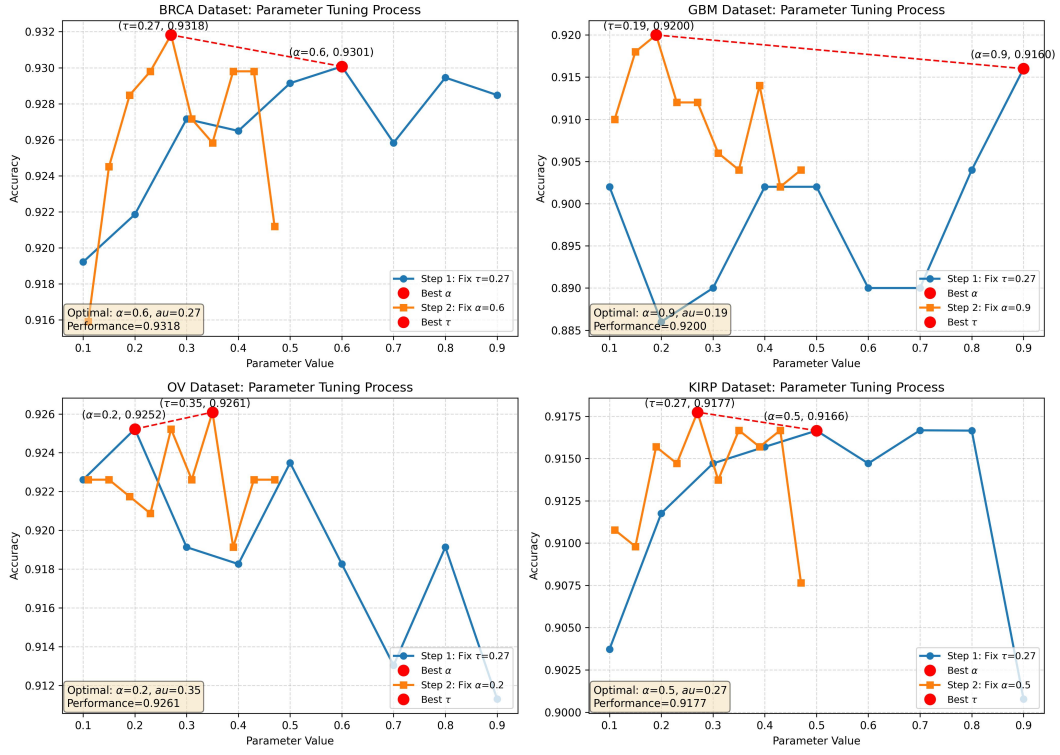 BRCA Dataset: Parameter Tuning Process
(τ=0.27, 0.9318)
(α=0.6, 0.9301)
0.932
0.930
0.928
0.926
0.924
0.922
0.920
0.918
0.916
Accuracy
Step 1: Fix τ=0.27
Best α
Step 2: Fix α=0.6
Best τ
Optimal: α=0.6, au=0.27
Performance=0.9318
0.1 0.2 0.3 0.4 0.5 0.6 0.7 0.8 0.9
Parameter Value
GBM Dataset: Parameter Tuning Process
(τ=0.19, 0.9200)
(α=0.9, 0.9160)
0.920
0.915
0.910
0.905
0.900
0.895
0.890
0.885
Accuracy
Step 1: Fix τ=0.27
Best α
Step 2: Fix α=0.9
Best τ
Optimal: α=0.9, au=0.19
Performance=0.9200
0.1 0.2 0.3 0.4 0.5 0.6 0.7 0.8 0.9
Parameter Value
OV Dataset: Parameter Tuning Process
(τ=0.35, 0.9261)
(α=0.2, 0.9252)
0.926
0.924
0.922
0.920
0.918
0.916
0.914
0.912
Accuracy
Step 1: Fix τ=0.27
Best α
Step 2: Fix α=0.2
Best τ
Optimal: α=0.2, au=0.35
Performance=0.9261
0.1 0.2 0.3 0.4 0.5 0.6 0.7 0.8 0.9
Parameter Value
KIRP Dataset: Parameter Tuning Process
(τ=0.27, 0.9177)
(α=0.5, 0.9166)
0.9175
0.9150
0.9125
0.9100
0.9075
0.9050
0.9025
0.9000
Accuracy
Step 1: Fix τ=0.27
Best α
Step 2: Fix α=0.5
Best τ
Optimal: α=0.5, au=0.27
Performance=0.9177
0.1 0.2 0.3 0.4 0.5 0.6 0.7 0.8 0.9
Parameter Value